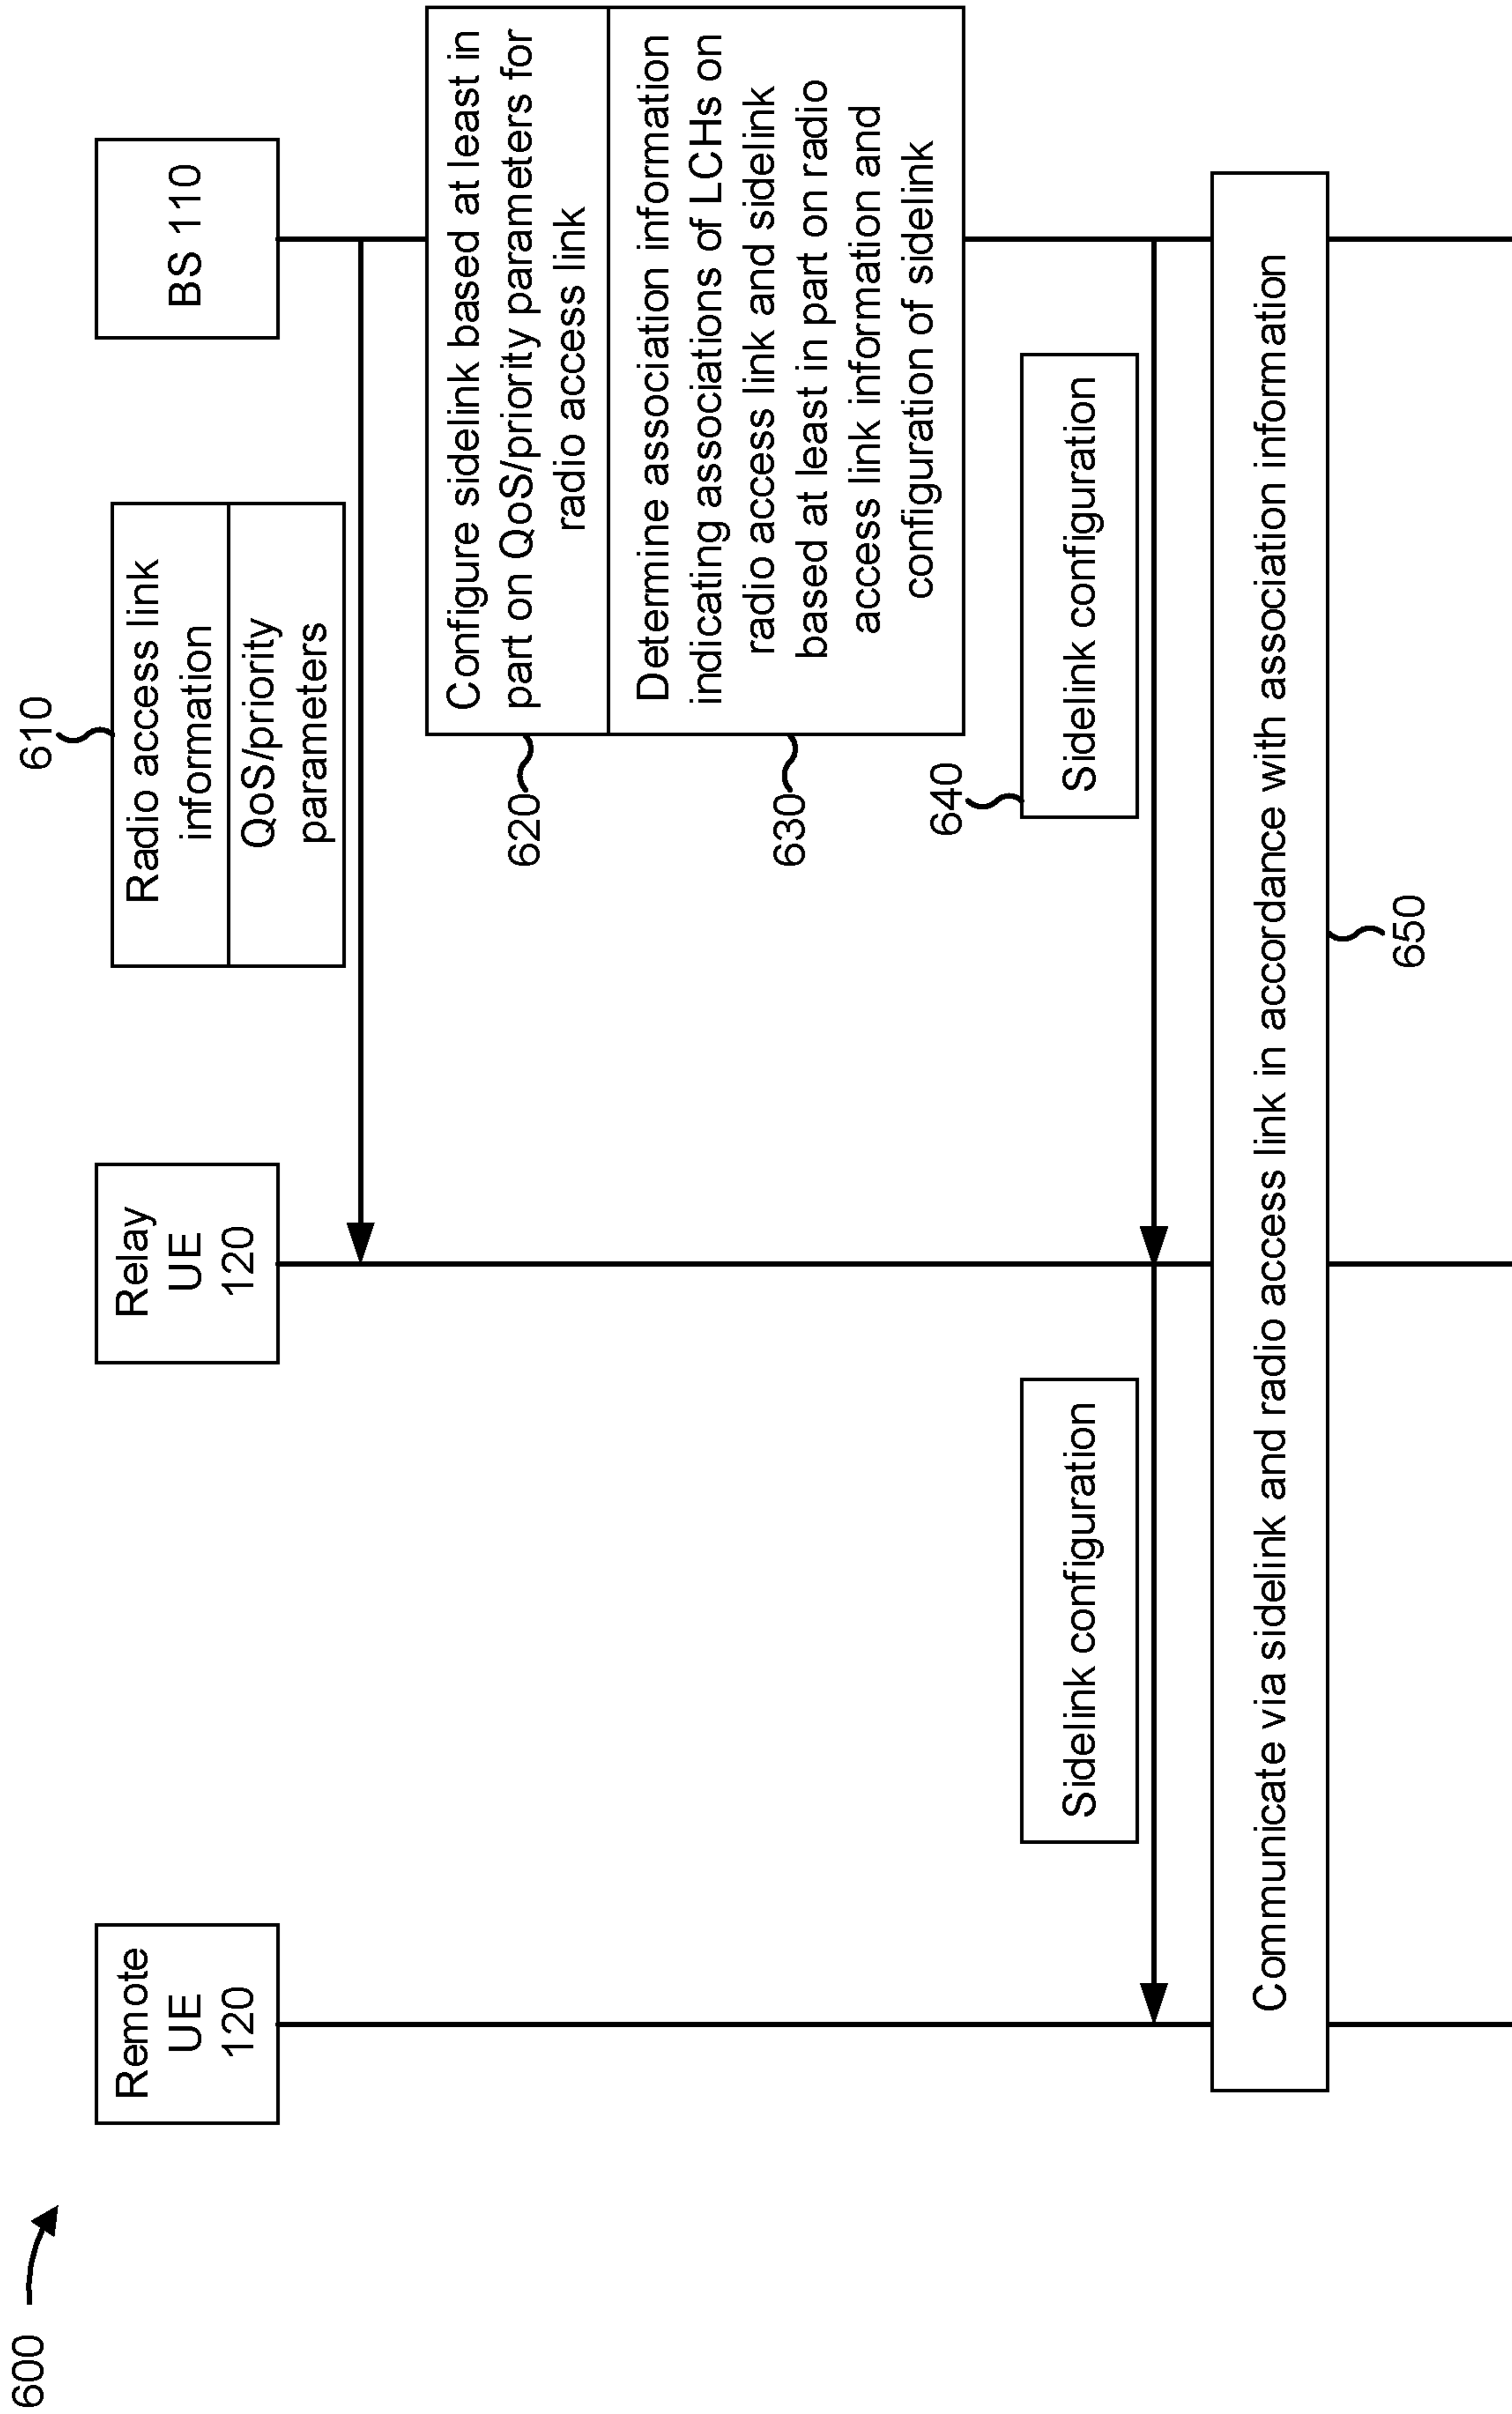 600
Remote
UE
120
Relay
UE
120
BS 110
610
Radio access link
information
QoS/priority
parameters
Configure sidelink based at least in
part on QoS/priority parameters for
radio access link
620
Determine association information
indicating associations of LCHs on
radio access link and sidelink
based at least in part on radio
access link information and
configuration of sidelink
630
640
Sidelink configuration
Sidelink configuration
Communicate via sidelink and radio access link in accordance with association information
650